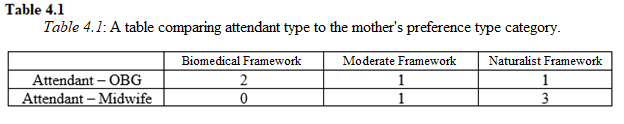 Table 4.1
Table 4.1: A table comparing attendant type to the mother's preference type category.
Biomedical Framework Moderate Framework Naturalist Framework
Attendant – OBG 2 1 1
Attendant – Midwife 0 1 3